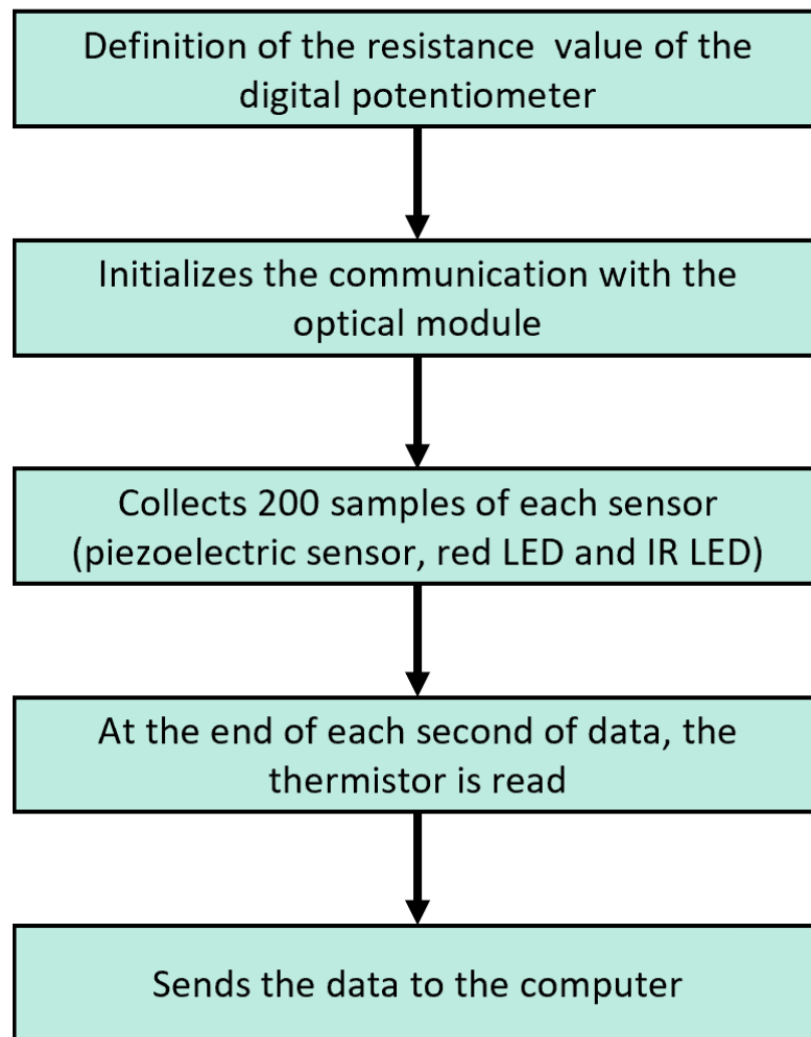 Definition of the resistance  value of the
digital potentiometer
Initializes the communication with the
optical module
Collects 200 samples of each sensor
(piezoelectric sensor, red LED and IR LED)
At the end of each second of data, the
thermistor is read
Sends the data to the computer